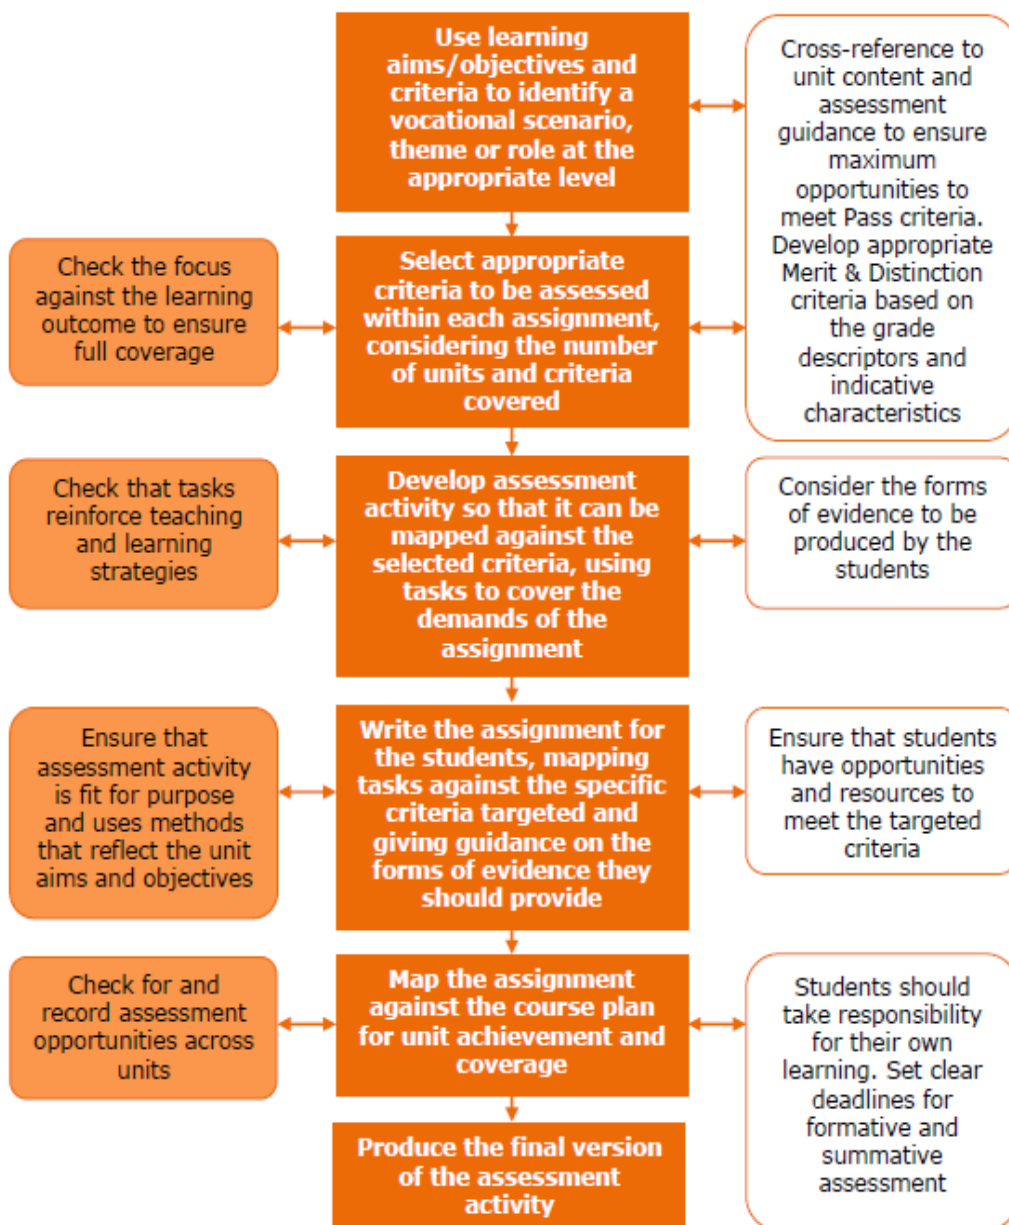 Use learning
aims/objectives and
criteria to identify a
vocational scenario,
theme or role at the
appropriate level
Cross-reference to
unit content and
assessment
guidance to ensure
maximum
opportunities to
meet Pass criteria.
Develop appropriate
Merit & Distinction
criteria based on
the grade
descriptors and
indicative
characteristics
Check the focus
against the learning
outcome to ensure
full coverage
Select appropriate
criteria to be assessed
within each assignment,
considering the number
of units and criteria
covered
Check that tasks
reinforce teaching
and learning
strategies
Develop assessment
activity so that it can be
mapped against the
selected criteria, using
tasks to cover the
demands of the
assignment
Consider the forms
of evidence to be
produced by the
students
Ensure that
assessment activity
is fit for purpose
and uses methods
that reflect the unit
aims and objectives
Write the assignment for
the students, mapping
tasks against the specific
criteria targeted and
giving guidance on the
forms of evidence they
should provide
Ensure that students
have opportunities
and resources to
meet the targeted
criteria
Check for and
record assessment
opportunities across
units
Map the assignment
against the course plan
for unit achievement and
coverage
Students should
take responsibility
for their own
learning. Set clear
deadlines for
formative and
summative
assessment
Produce the final version
of the assessment
activity